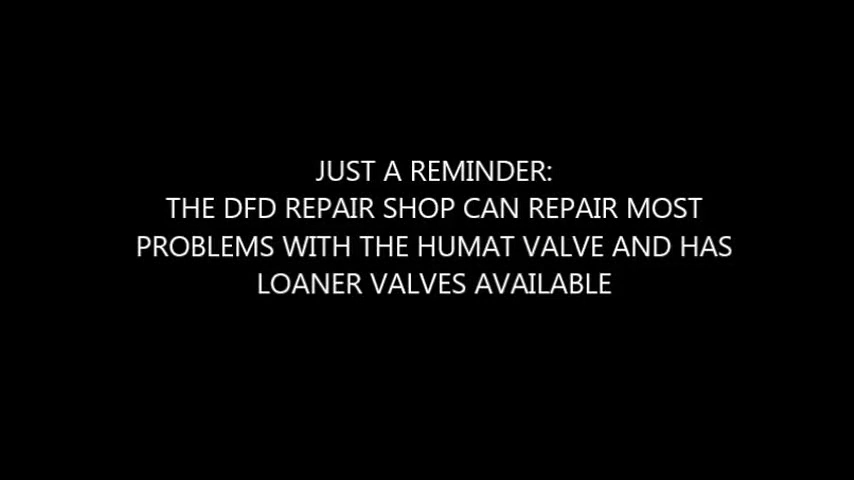 JUST A REMINDER:
THE DFD REPAIR SHOP CAN REPAIR MOST
PROBLEMS WITH THE HUMAT VALVE AND HAS
LOANER VALVES AVAILABLE